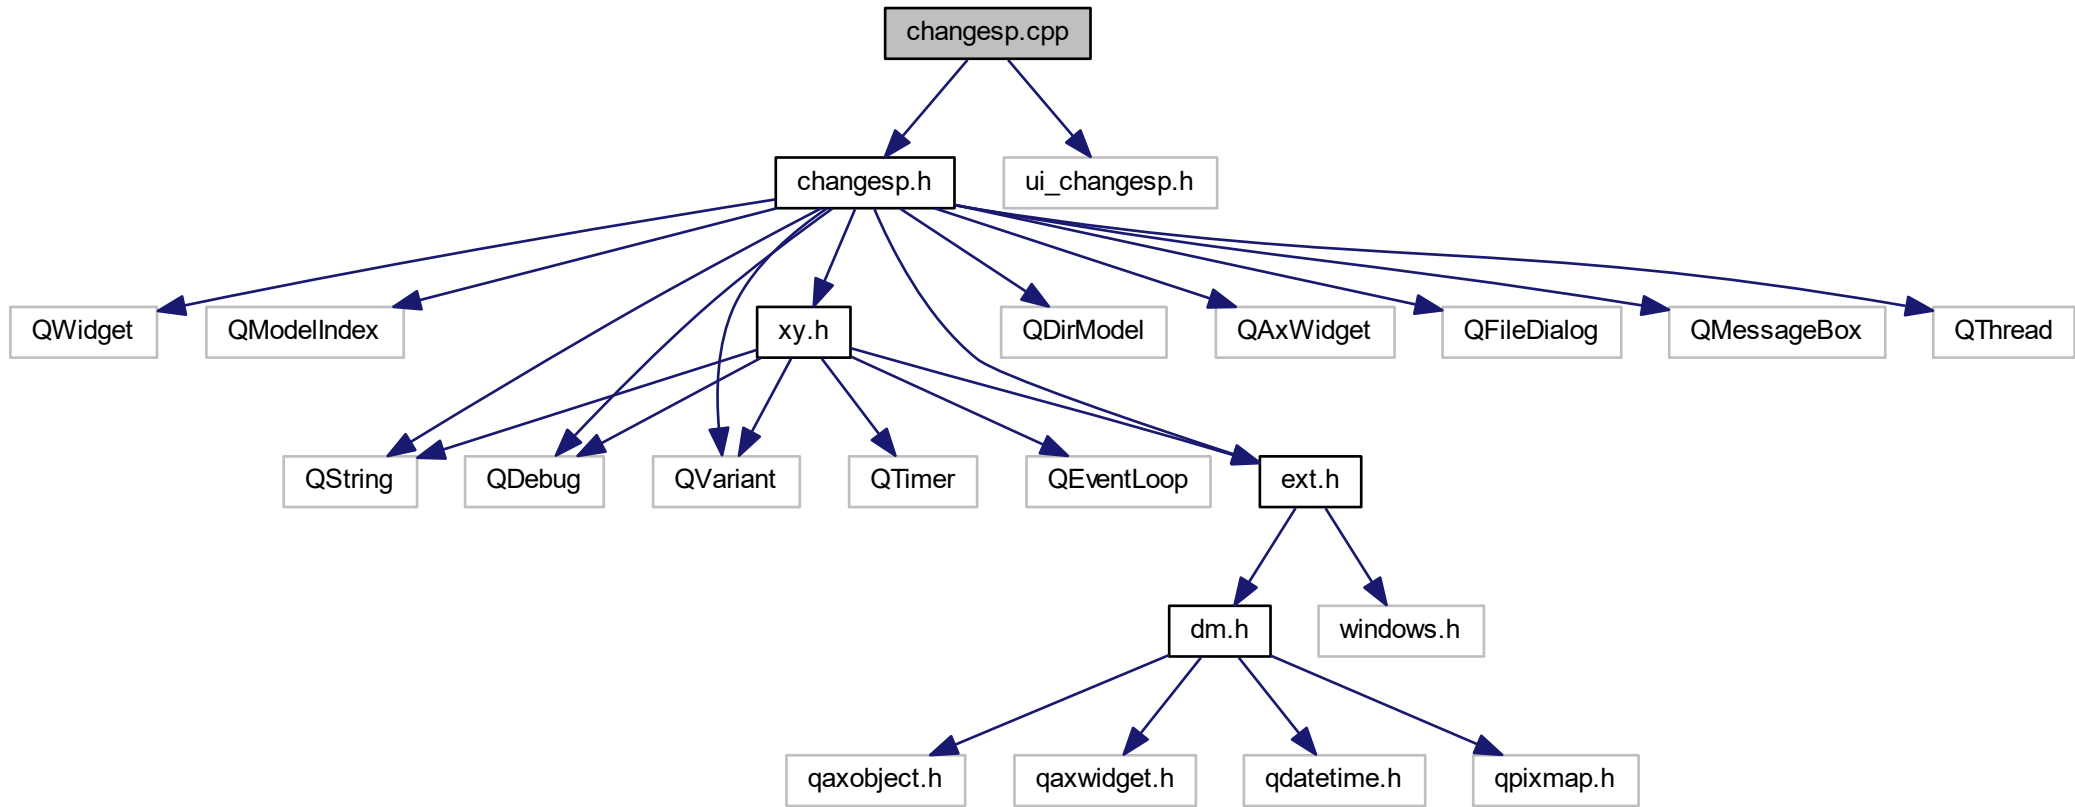 changesp.cpp
changesp.h
ui_changesp.h
QWidget
QModelIndex
xy.h
QDirModel
QAxWidget
QFileDialog
QMessageBox
QThread
QString
QDebug
QVariant
QTimer
QEventLoop
ext.h
dm.h
windows.h
qaxobject.h
qaxwidget.h
qdatetime.h
qpixmap.h